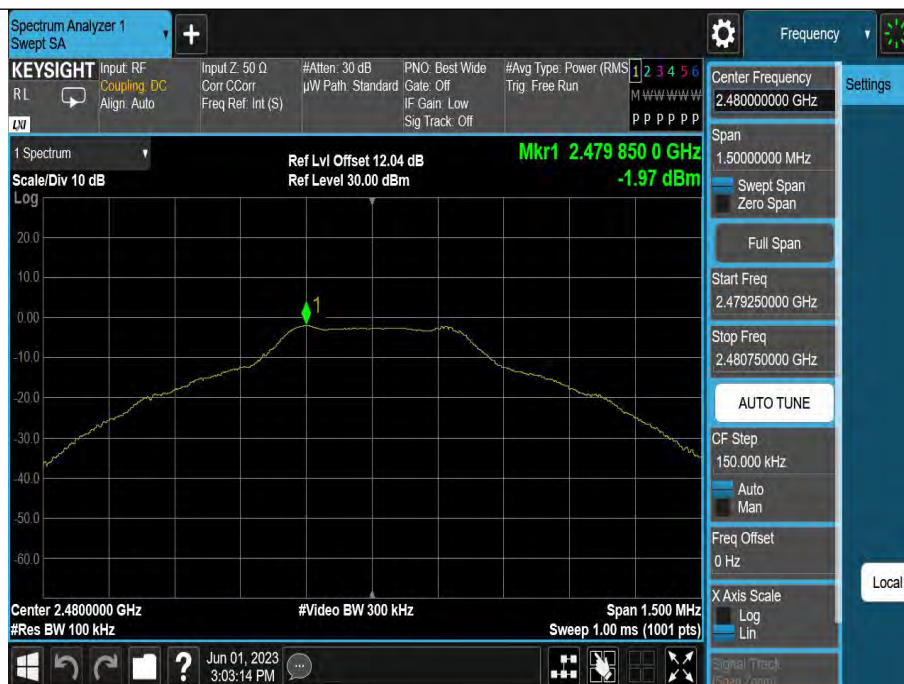 Spectrum Analyzer 1
Swept SA
+
Frequency
KEYSIGHT
R L
LXI
Input: RF
Coupling: DC
Align: Auto
Input Z: 50 Ω
Corr CCorr
Freq Ref: Int (S)
#Atten: 30 dB
µW Path: Standard
PNO: Best Wide
Gate: Off
IF Gain: Low
Sig Track: Off
#Avg Type: Power (RMS
Trig: Free Run
1 2 3 4 5 6
M W W W W W
P P P P P P
1 Spectrum
Scale/Div 10 dB
Log
Ref Lvl Offset 12.04 dB
Ref Level 30.00 dBm
Mkr1 2.479 850 0 GHz
-1.97 dBm
20.0
10.0
0.00
-10.0
-20.0
-30.0
-40.0
-50.0
-60.0
1
Center 2.4800000 GHz
#Res BW 100 kHz
#Video BW 300 kHz
Span 1.500 MHz
Sweep 1.00 ms (1001 pts)
Center Frequency
2.480000000 GHz
Settings
Span
1.50000000 MHz
Swept Span
Zero Span
Full Span
Start Freq
2.479250000 GHz
Stop Freq
2.480750000 GHz
AUTO TUNE
CF Step
150.000 kHz
Auto
Man
Freq Offset
0 Hz
Local
X Axis Scale
Log
Lin
Signal Track
(Span Zoom)
?
Jun 01, 2023
3:03:14 PM